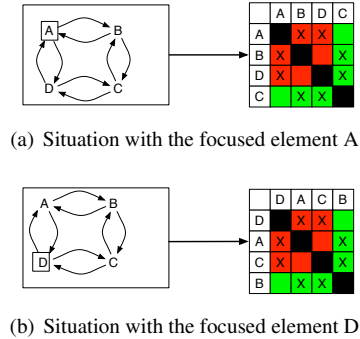 A B
D C
A B D C
A X X
B X X
D X X
C X X
(a) Situation with the focused element A
A B
D C
D A C B
D X X
A X X
C X X
B X X
(b) Situation with the focused element D